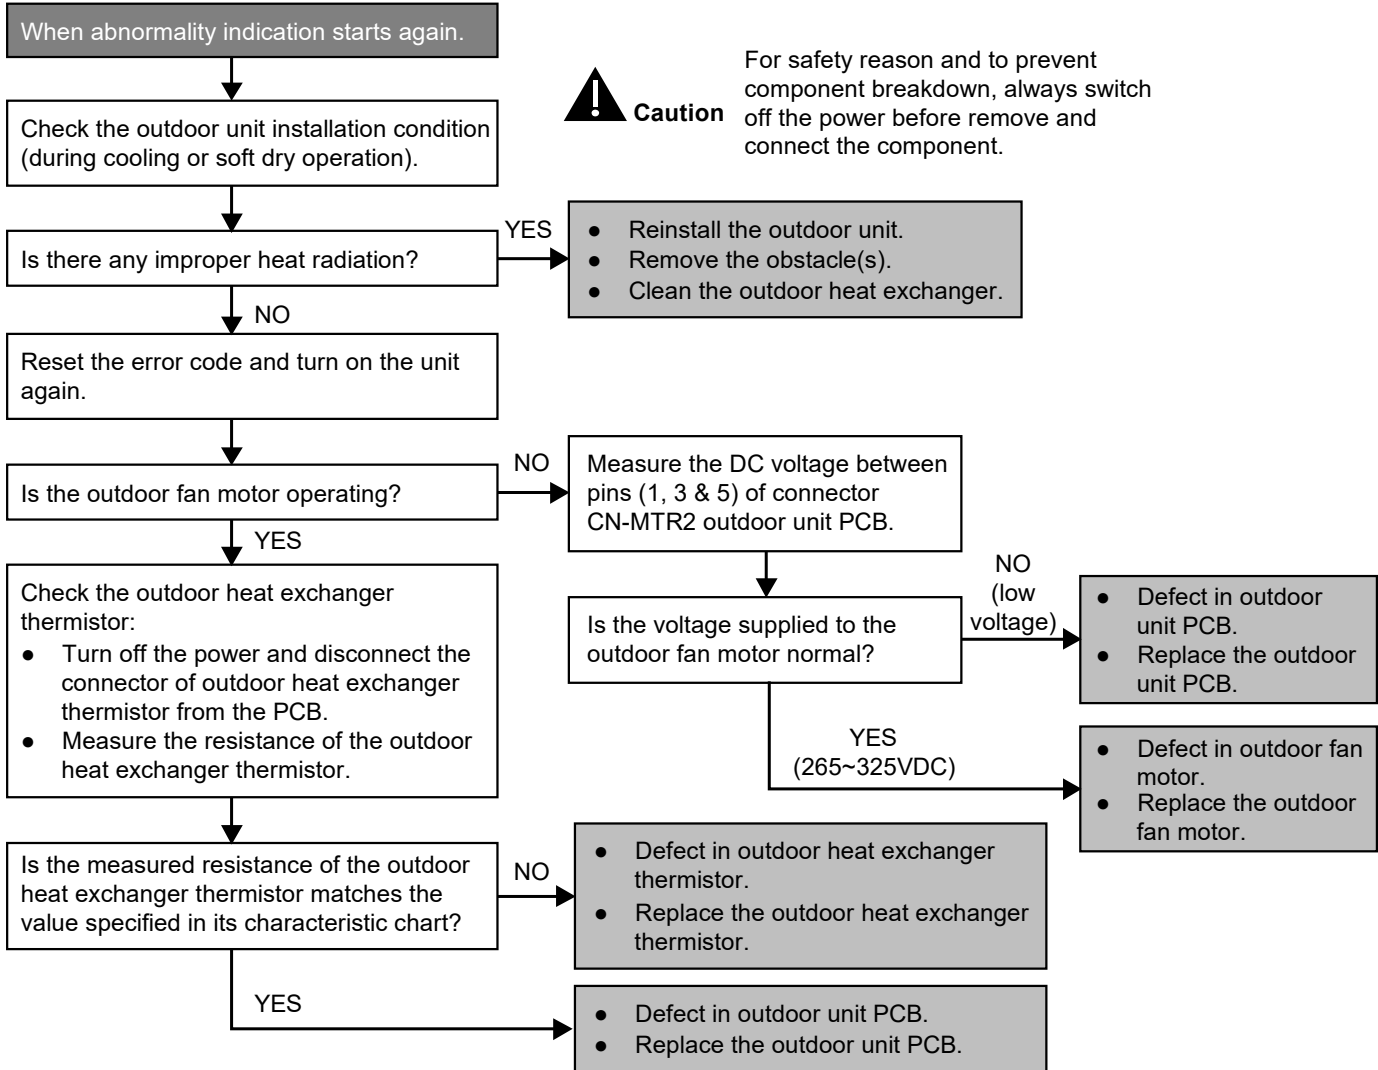 When abnormality indication starts again.
Caution
For safety reason and to prevent
component breakdown, always switch
off the power before remove and
connect the component.
Check the outdoor unit installation condition
(during cooling or soft dry operation).
Is there any improper heat radiation?
YES
● Reinstall the outdoor unit.
● Remove the obstacle(s).
● Clean the outdoor heat exchanger.
NO
Reset the error code and turn on the unit
again.
Is the outdoor fan motor operating?
NO
Measure the DC voltage between
pins (1, 3 & 5) of connector
CN-MTR2 outdoor unit PCB.
YES
Is the voltage supplied to the
outdoor fan motor normal?
NO
(low
voltage)
● Defect in outdoor
unit PCB.
● Replace the outdoor
unit PCB.
YES
(265~325VDC)
● Defect in outdoor fan
motor.
● Replace the outdoor
fan motor.
Check the outdoor heat exchanger
thermistor:
● Turn off the power and disconnect the
connector of outdoor heat exchanger
thermistor from the PCB.
● Measure the resistance of the outdoor
heat exchanger thermistor.
Is the measured resistance of the outdoor
heat exchanger thermistor matches the
value specified in its characteristic chart?
NO
● Defect in outdoor heat exchanger
thermistor.
● Replace the outdoor heat exchanger
thermistor.
YES
● Defect in outdoor unit PCB.
● Replace the outdoor unit PCB.